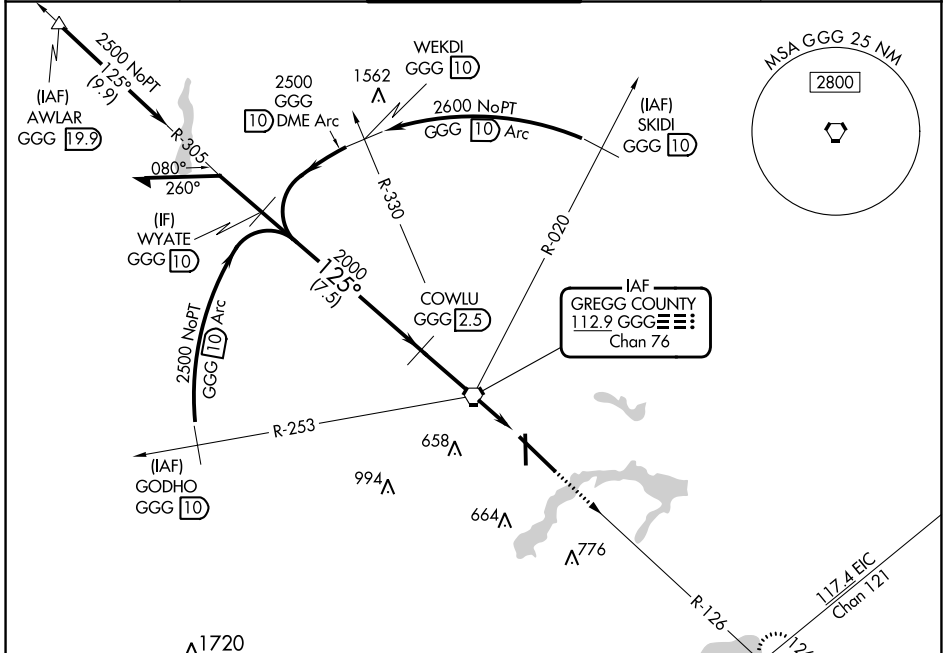 2500 NoPT
125°
(9.9)
(IAF)
AWLAR
GGG 19.9
R-305
080°
260°
(IF)
WYATE
GGG 10
2500
GGG
10 DME Arc
1562
WEKDI
GGG 10
2600 NoPT
GGG 10 Arc
(IAF)
SKIDI
GGG 10
MSA GGG 25 NM
2800
R-330
R-020
2000
125°
(7.5)
COWLU
GGG 2.5
IAF
GREGG COUNTY
112.9 GGG
Chan 76
2500 NoPT
GGG 10 Arc
R-253
(IAF)
GODHO
GGG 10
658
994
664
776
1720
R-126
117.4 EIC
Chan 121